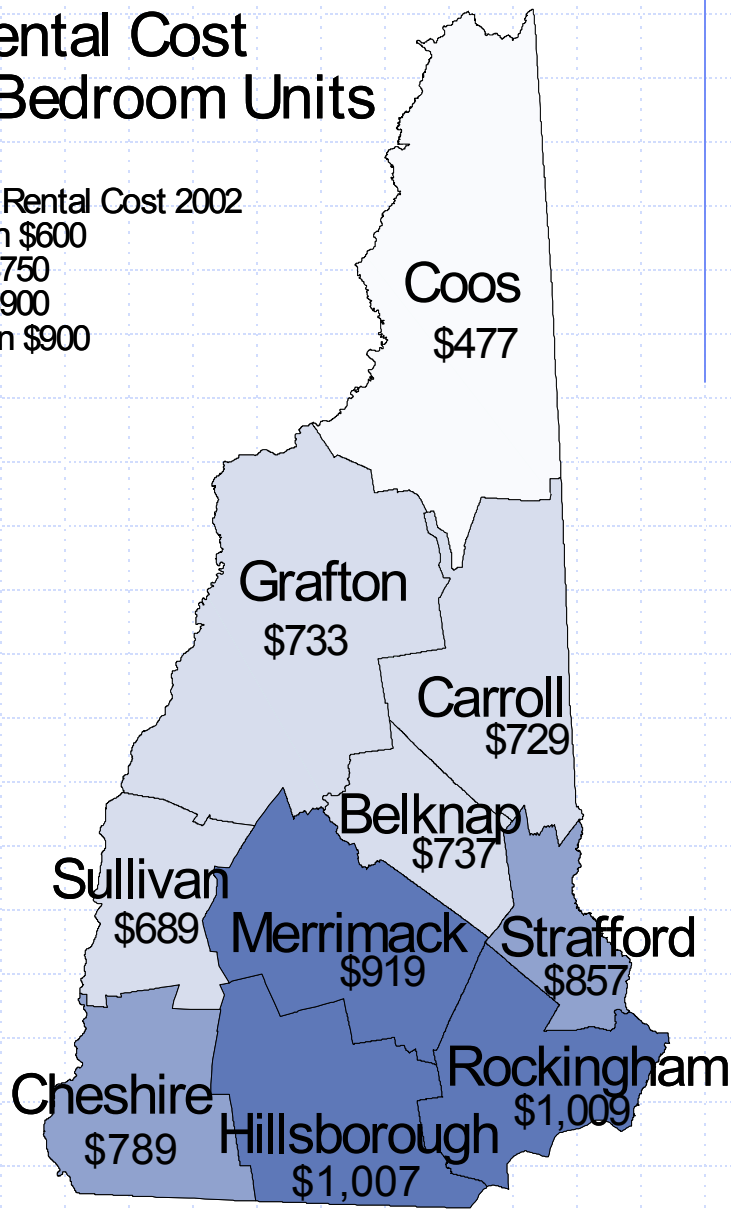 ental Cost
Bedroom Units
Rental Cost 2002
n $600
750
900
n $900
Coos
$477
Grafton
$733
Carroll
$729
Belknap
$737
Sullivan
$689
Merrimack
$919
Strafford
$857
Rockingham
$1,009
Cheshire
$789
Hillsborough
$1,007